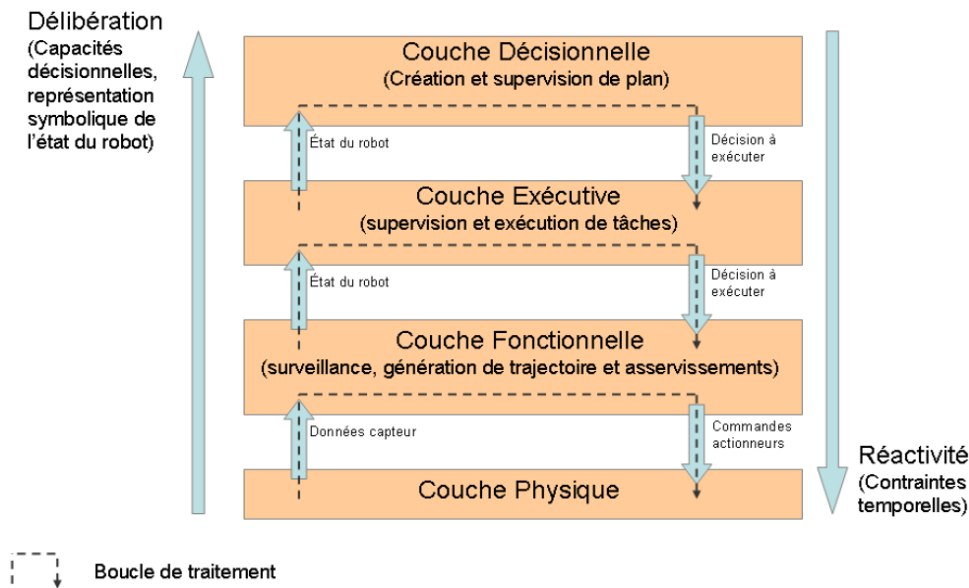 Délibération
(Capacités
décisionnelles,
représentation
symbolique de
l'état du robot)
Couche Décisionnelle
(Création et supervision de plan)
État du robot
Décision à
exécuter
Couche Exécutive
(supervision et exécution de tâches)
État du robot
Décision à
exécuter
Couche Fonctionnelle
(surveillance, génération de trajectoire et asservissements)
Données capteur
Commandes
actionneurs
Couche Physique
Réactivité
(Contraintes
temporelles)
Boucle de traitement